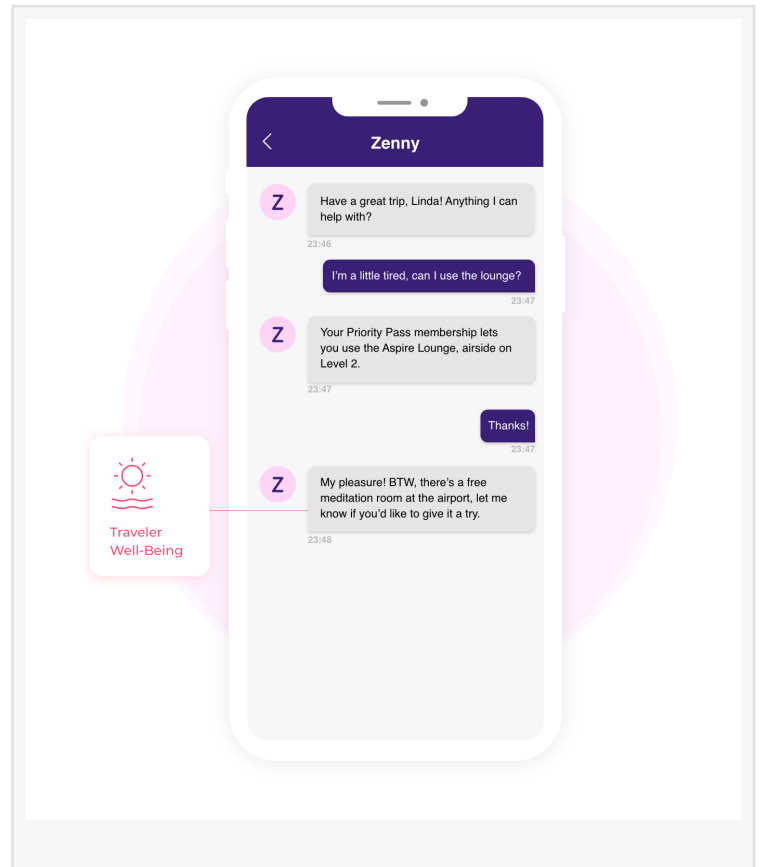 Zenny
Z
Have a great trip, Linda! Anything I can
help with?
23:46
I'm a little tired, can I use the lounge?
23:47
Z
Your Priority Pass membership lets
you use the Aspire Lounge, airside on
Level 2.
23:47
Thanks!
23:47
Z
My pleasure! BTW, there's a free
meditation room at the airport, let me
know if you'd like to give it a try.
23:48
Traveler
Well-Being